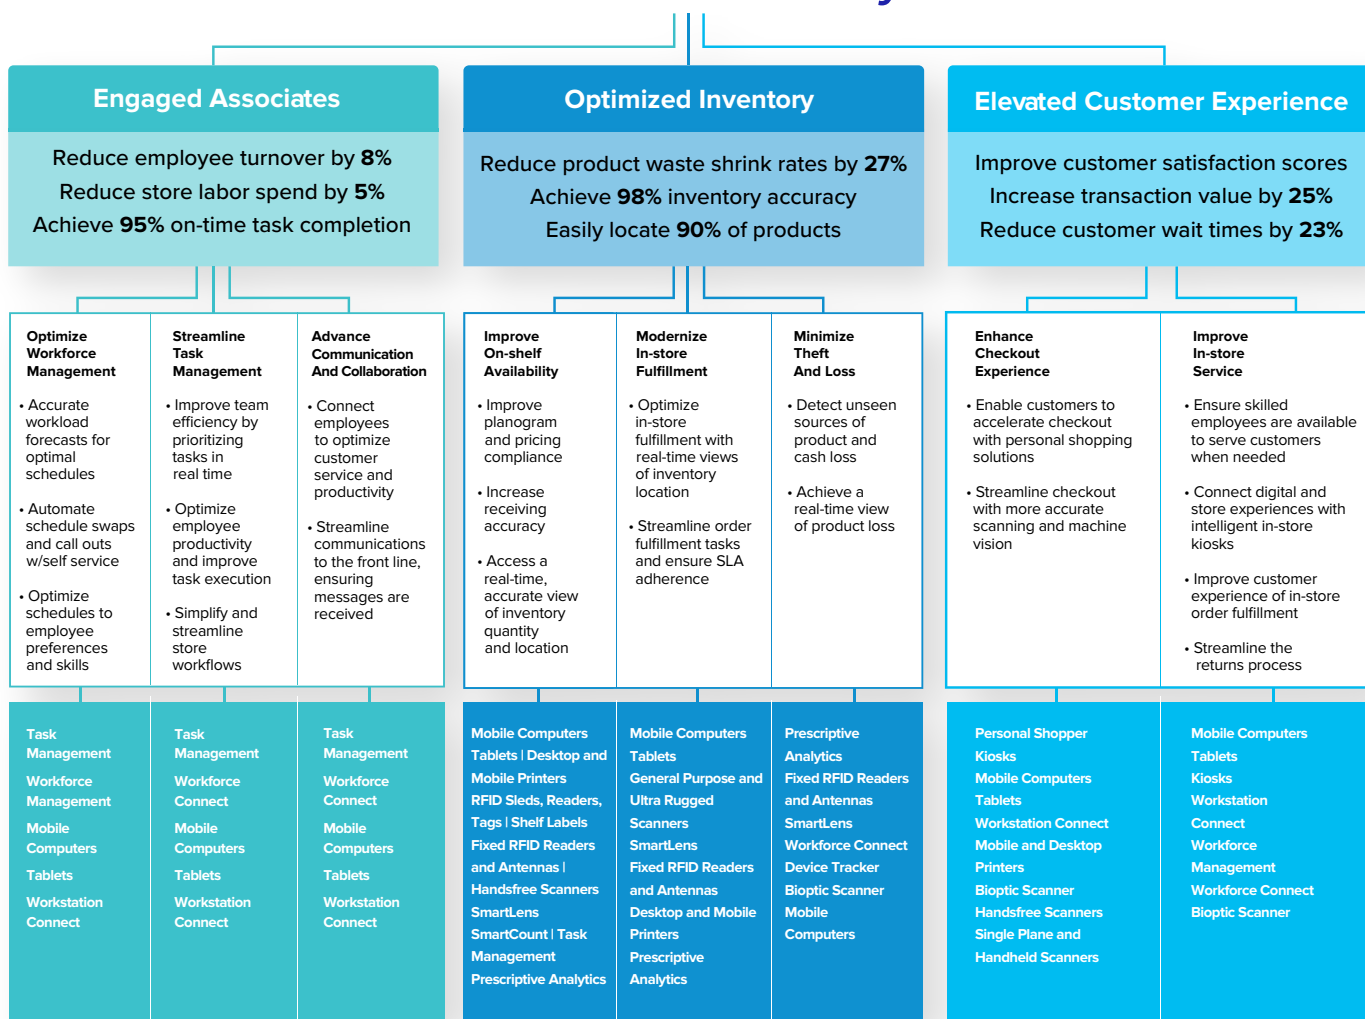 Engaged Associates
Reduce employee turnover by 8%
Reduce store labor spend by 5%
Achieve 95% on-time task completion
Optimized Inventory
Reduce product waste shrink rates by 27%
Achieve 98% inventory accuracy
Easily locate 90% of products
Elevated Customer Experience
Improve customer satisfaction scores
Increase transaction value by 25%
Reduce customer wait times by 23%
Optimize
Workforce
Management
• Accurate
workload
forecasts for
optimal
schedules
• Automate
schedule swaps
and call outs
w/self service
• Optimize
schedules to
employee
preferences
and skills
Streamline
Task
Management
• Improve team
efficiency by
prioritizing
tasks in
real time
• Optimize
employee
productivity
and improve
task execution
• Simplify and
streamline
store
workflows
Advance
Communication
And Collaboration
• Connect
employees
to optimize
customer
service and
productivity
• Streamline
communications
to the front line,
ensuring
messages are
received
Improve
On-shelf
Availability
• Improve
planogram
and pricing
compliance
• Increase
receiving
accuracy
• Access a
real-time,
accurate view
of inventory
quantity
and location
Modernize
In-store
Fulfillment
• Optimize
in-store
fulfillment with
real-time views
of inventory
location
• Streamline order
fulfillment tasks
and ensure SLA
adherence
Minimize
Theft
And Loss
• Detect unseen
sources of
product and
cash loss
• Achieve a
real-time view
of product loss
Enhance
Checkout
Experience
• Enable customers to
accelerate checkout
with personal shopping
solutions
• Streamline checkout
with more accurate
scanning and machine
vision
Improve
In-store
Service
• Ensure skilled
employees are available
to serve customers
when needed
• Connect digital and
store experiences with
intelligent in-store
kiosks
• Improve customer
experience of in-store
order fulfillment
• Streamline the
returns process
Task
Management
Workforce
Management
Mobile
Computers
Tablets
Workstation
Connect
Task
Management
Workforce
Connect
Mobile
Computers
Tablets
Workstation
Connect
Task
Management
Workforce
Connect
Mobile
Computers
Tablets
Workstation
Connect
Mobile Computers
Tablets | Desktop and
Mobile Printers
RFID Sleds, Readers,
Tags | Shelf Labels
Fixed RFID Readers
and Antennas |
Handsfree Scanners
SmartLens
SmartCount | Task
Management
Prescriptive Analytics
Mobile Computers
Tablets
General Purpose and
Ultra Rugged
Scanners
SmartLens
Fixed RFID Readers
and Antennas
Desktop and Mobile
Printers
Prescriptive
Analytics
Prescriptive
Analytics
Fixed RFID Readers
and Antennas
SmartLens
Workforce Connect
Device Tracker
Bioptic Scanner
Mobile
Computers
Personal Shopper
Kiosks
Mobile Computers
Tablets
Workstation Connect
Mobile and Desktop
Printers
Bioptic Scanner
Handsfree Scanners
Single Plane and
Handheld Scanners
Mobile Computers
Tablets
Kiosks
Workstation
Connect
Workforce
Management
Workforce Connect
Bioptic Scanner